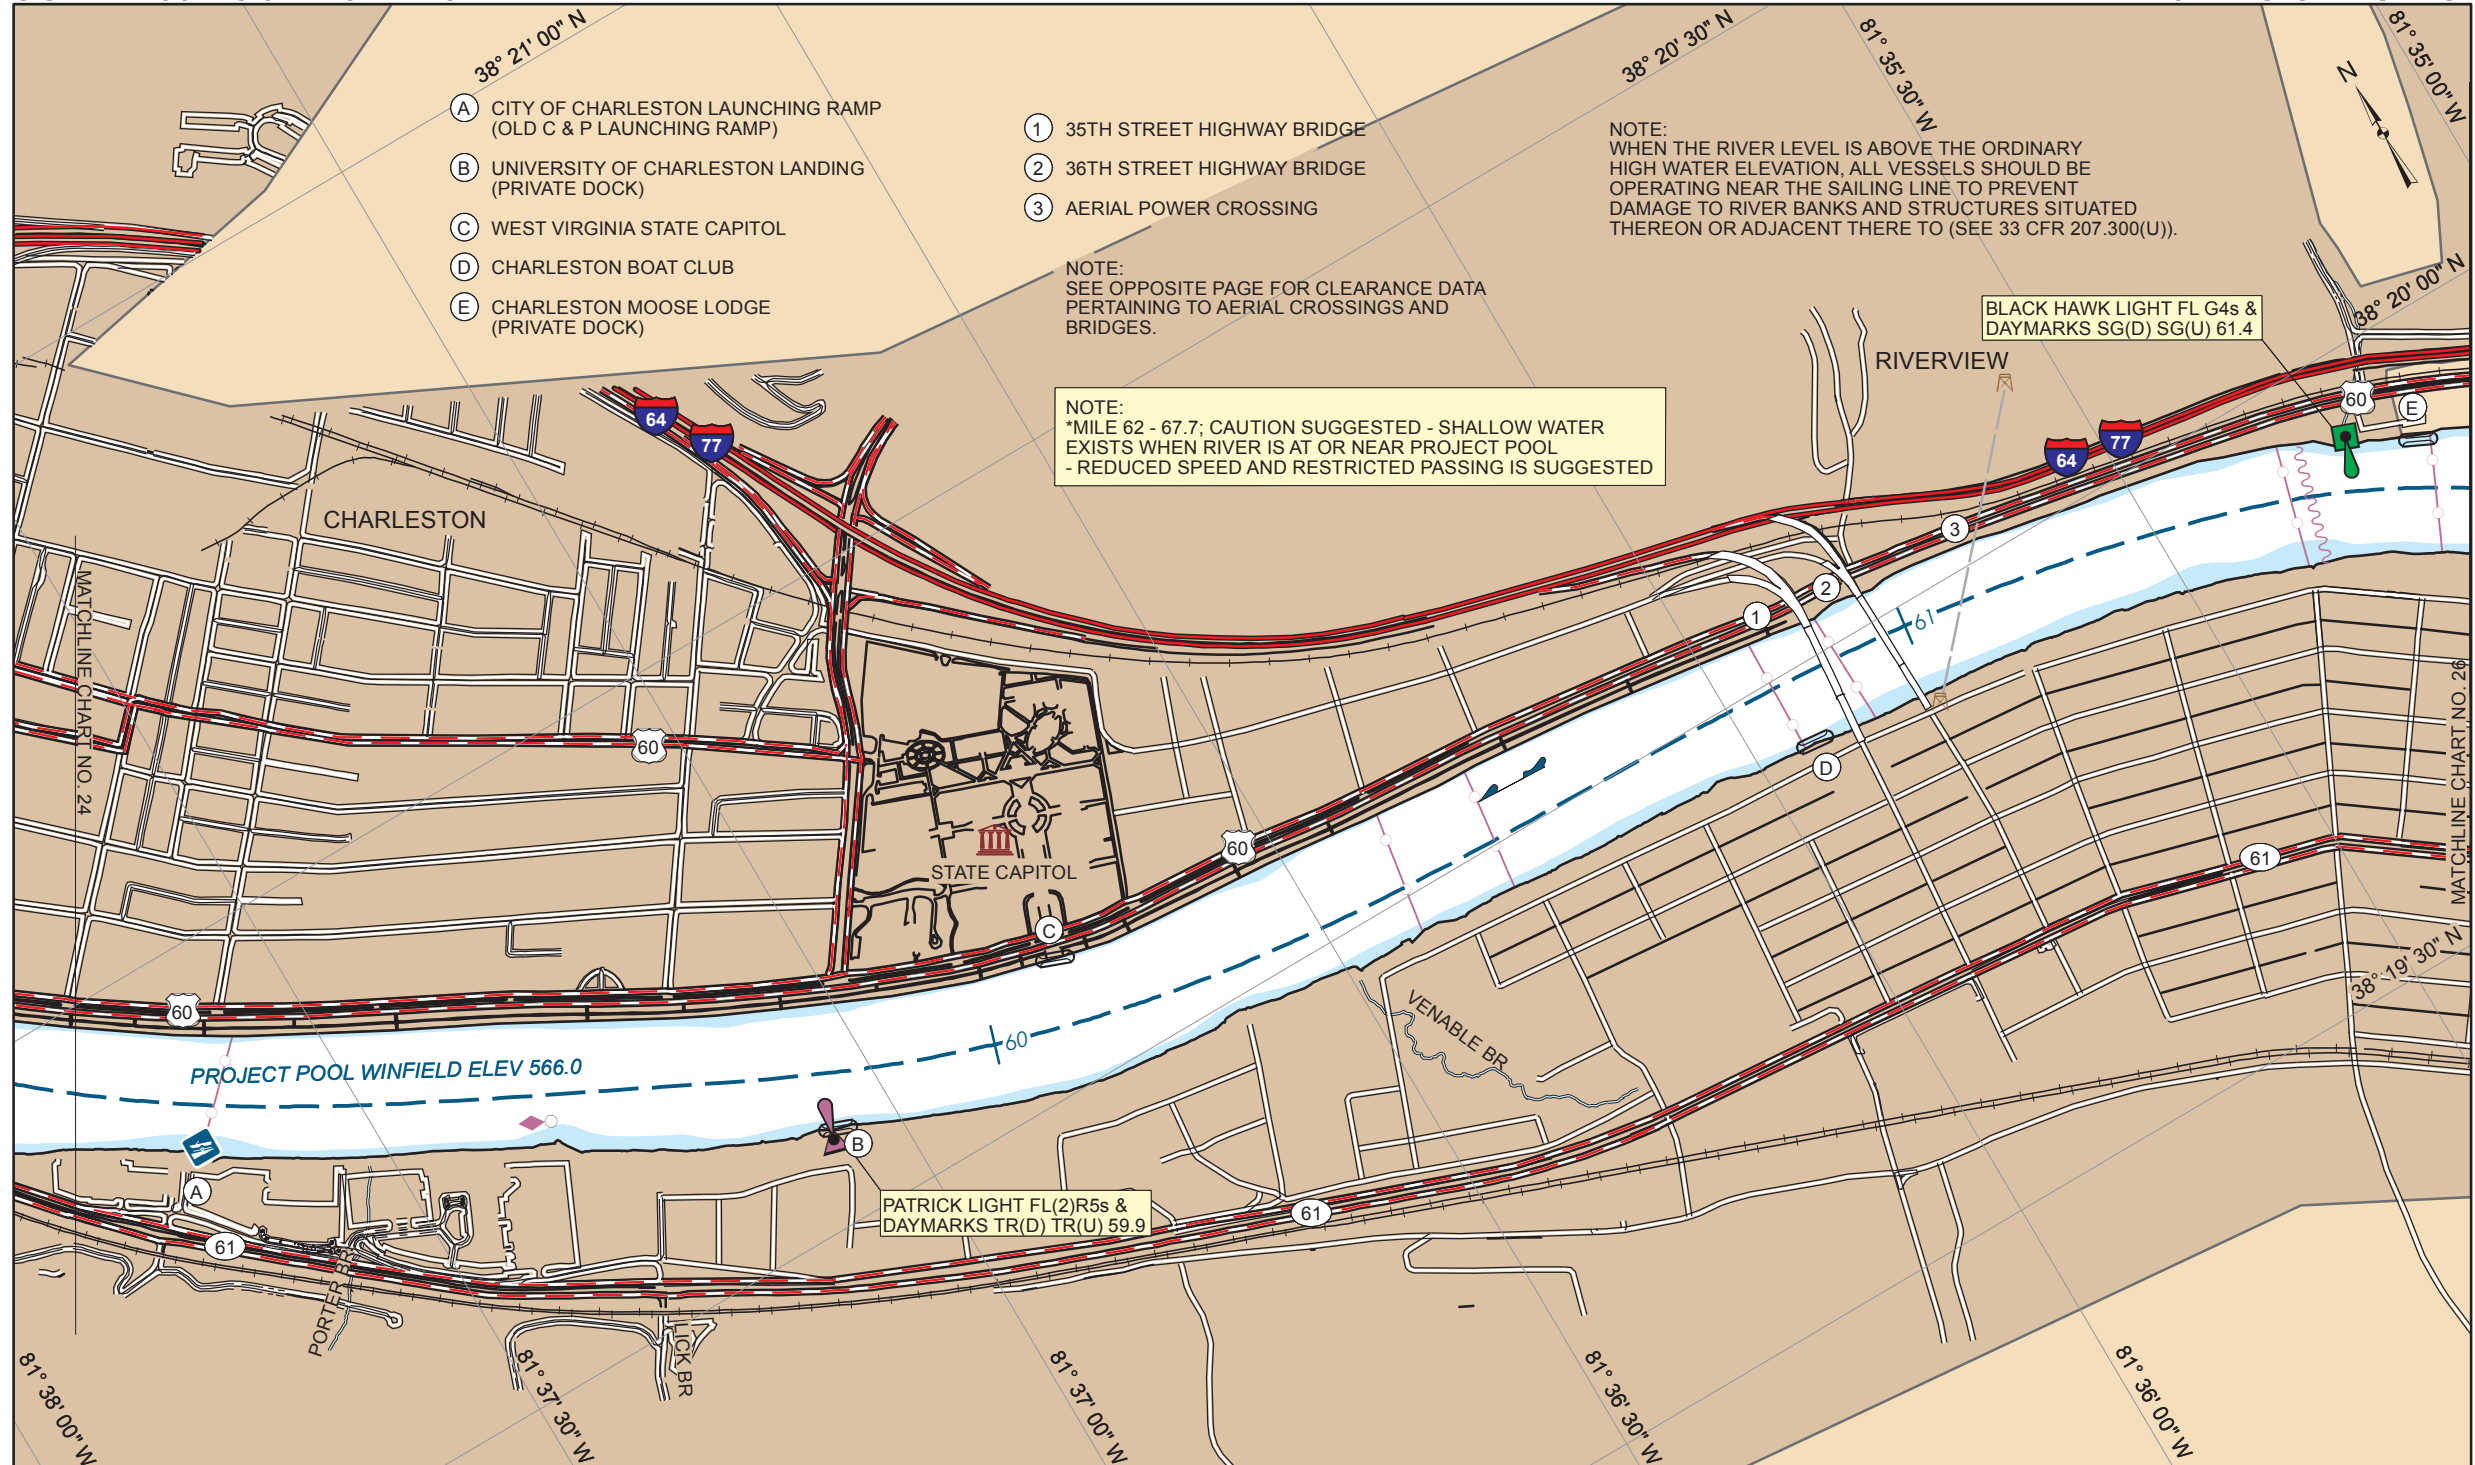 38° 21' 00" N
38° 20' 30" N
81° 35' 30" W
81° 35' 00" W
N
A CITY OF CHARLESTON LAUNCHING RAMP
(OLD C & P LAUNCHING RAMP)
B UNIVERSITY OF CHARLESTON LANDING
(PRIVATE DOCK)
C WEST VIRGINIA STATE CAPITOL
D CHARLESTON BOAT CLUB
E CHARLESTON MOOSE LODGE
(PRIVATE DOCK)
1 35TH STREET HIGHWAY BRIDGE
2 36TH STREET HIGHWAY BRIDGE
3 AERIAL POWER CROSSING
NOTE:
SEE OPPOSITE PAGE FOR CLEARANCE DATA
PERTAINING TO AERIAL CROSSINGS AND
BRIDGES.
NOTE:
WHEN THE RIVER LEVEL IS ABOVE THE ORDINARY
HIGH WATER ELEVATION, ALL VESSELS SHOULD BE
OPERATING NEAR THE SAILING LINE TO PREVENT
DAMAGE TO RIVER BANKS AND STRUCTURES SITUATED
THEREON OR ADJACENT THERE TO (SEE 33 CFR 207.300(U)).
38° 20' 00" N
BLACK HAWK LIGHT FL G4s &
DAYMARKS SG(D) SG(U) 61.4
RIVERVIEW
NOTE:
*MILE 62 - 67.7; CAUTION SUGGESTED - SHALLOW WATER
EXISTS WHEN RIVER IS AT OR NEAR PROJECT POOL
- REDUCED SPEED AND RESTRICTED PASSING IS SUGGESTED
64
77
60
E
64
77
CHARLESTON
3
2
1
61
MATCHLINE CHART NO. 24
MATCHLINE CHART NO. 26
60
D
60
61
STATE CAPITOL
C
38° 19' 30" N
60
VENABLE BR
60
PROJECT POOL WINFIELD ELEV 566.0
B
A
PATRICK LIGHT FL(2)R5s &
DAYMARKS TR(D) TR(U) 59.9
61
61
PORTER BR
LICK BR
81° 38' 00" W
81° 37' 30" W
81° 37' 00" W
81° 36' 30" W
81° 36' 00" W